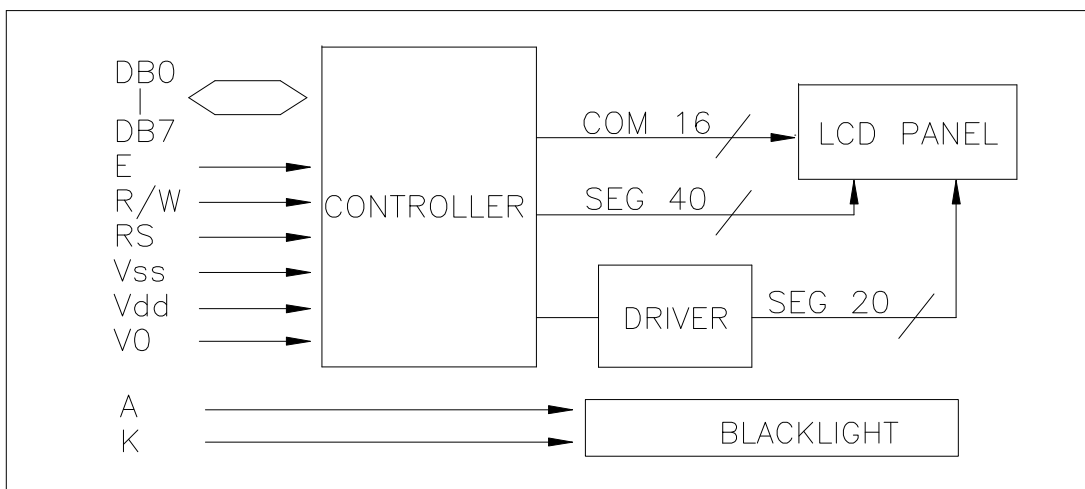 DB0
DB7
E
R/W
RS
Vss
Vdd
V0
A
K
CONTROLLER
COM 16
SEG 40
DRIVER
SEG 20
LCD PANEL
BLACKLIGHT